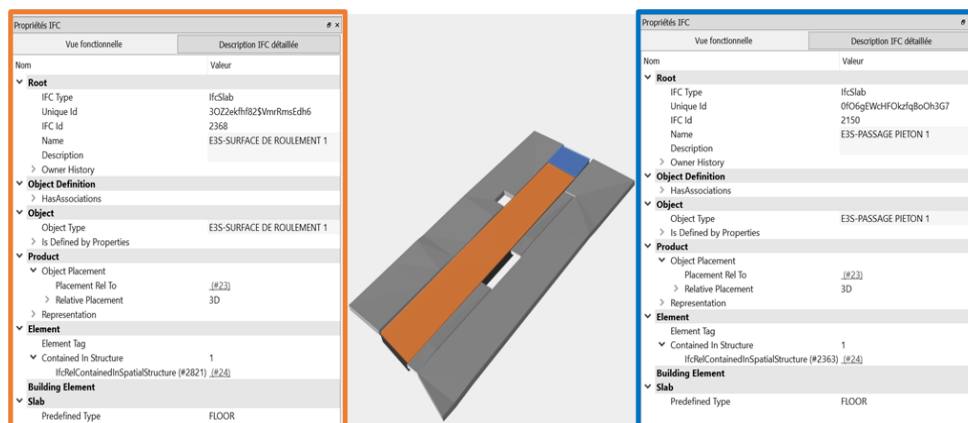 Propriétés IFC
Vue fonctionnelle Description IFC détaillée
Nom Valeur
Root
IFC Type IfcSlab
Unique Id 3OZ2ekfhf82$VmrRmsEdh6
IFC Id 2368
Name E3S-SURFACE DE ROULEMENT 1
Description
Owner History
Object Definition
HasAssociations
Object
Object Type E3S-SURFACE DE ROULEMENT 1
Is Defined by Properties
Product
Object Placement
Placement Rel To (#23)
Relative Placement 3D
Representation
Element
Element Tag
Contained In Structure 1
IfcRelContainedInSpatialStructure (#2821) (#24)
Building Element
Slab
Predefined Type FLOOR
Propriétés IFC
Vue fonctionnelle Description IFC détaillée
Nom Valeur
Root
IFC Type IfcSlab
Unique Id 0fO6gEWcHFOkzfqBoOh3G7
IFC Id 2150
Name E3S-PASSAGE PIETON 1
Description
Owner History
Object Definition
HasAssociations
Object
Object Type E3S-PASSAGE PIETON 1
Is Defined by Properties
Product
Object Placement
Placement Rel To (#23)
Relative Placement 3D
Representation
Element
Element Tag
Contained In Structure 1
IfcRelContainedInSpatialStructure (#2363) (#24)
Building Element
Slab
Predefined Type FLOOR